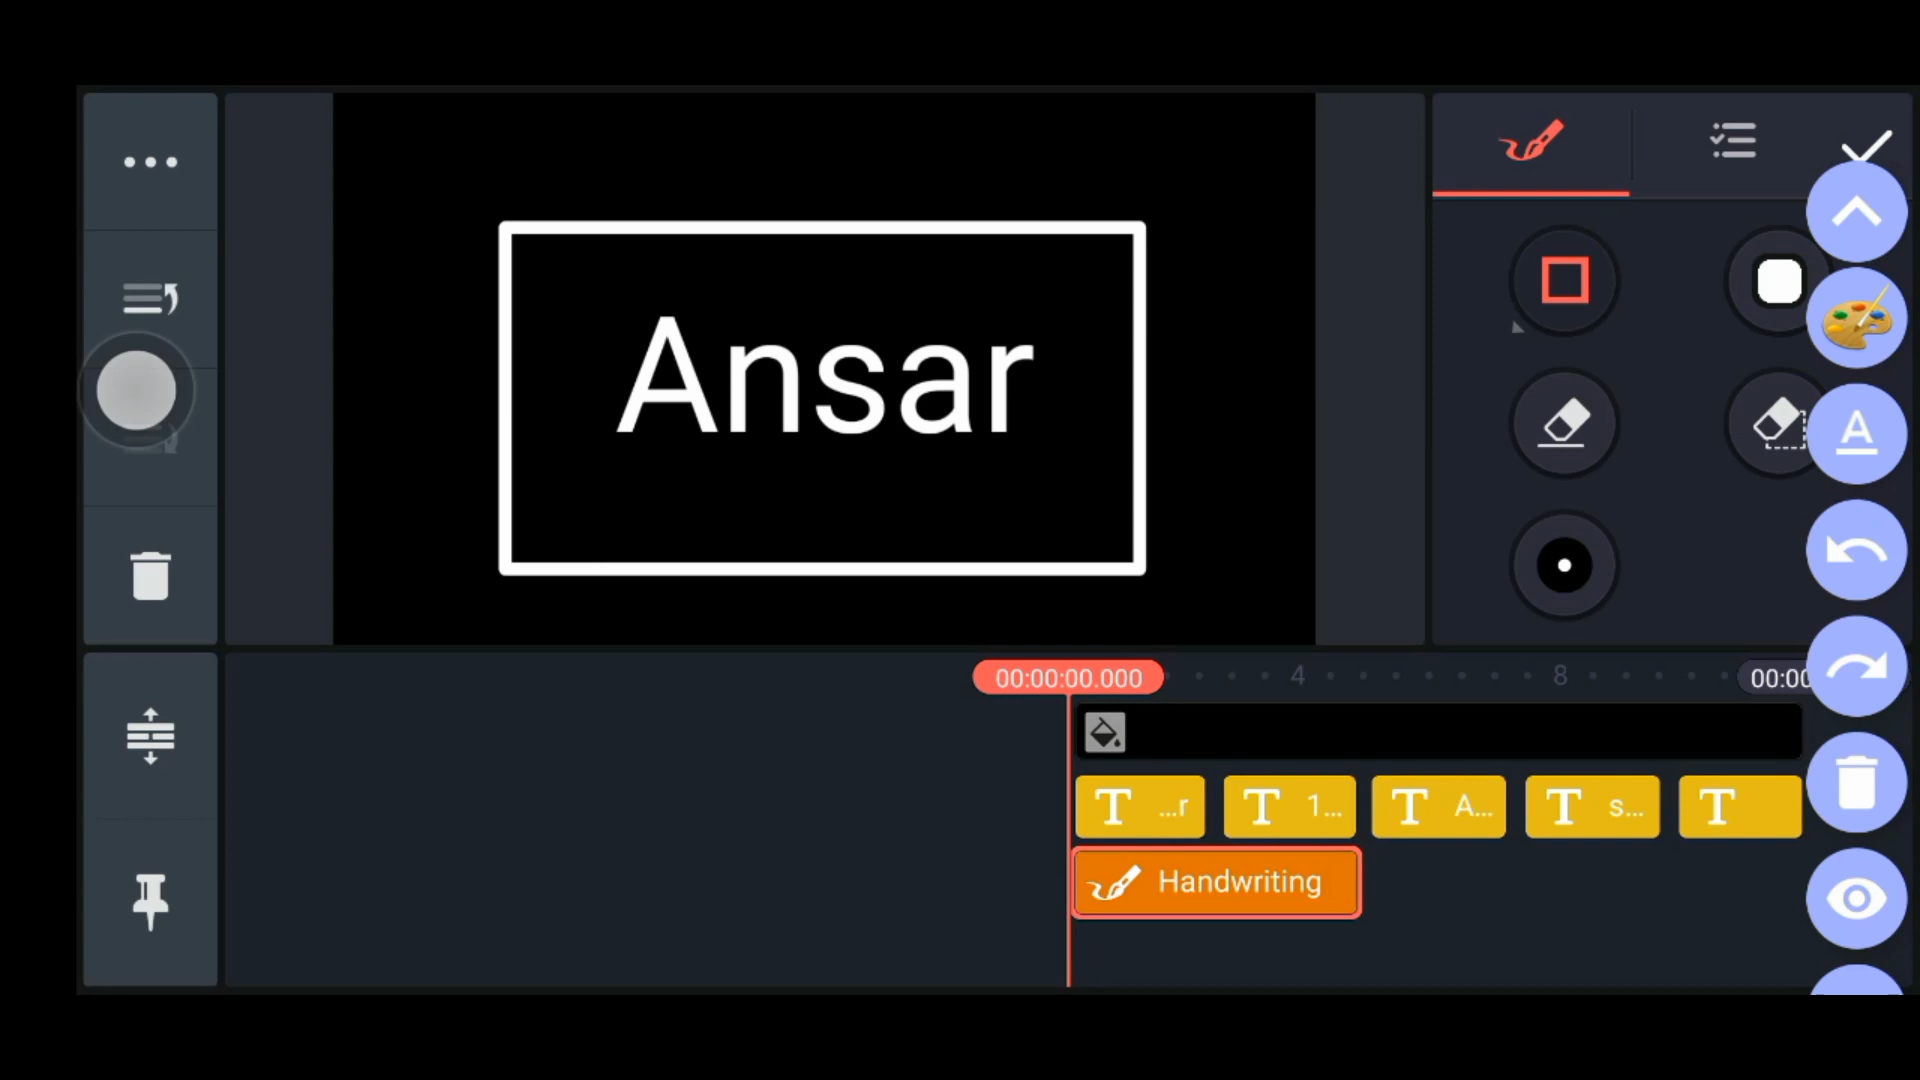 Ansar
00:00:00.000
4
8
00:00
T ...r
T 1...
T A...
T s...
T
Handwriting
A